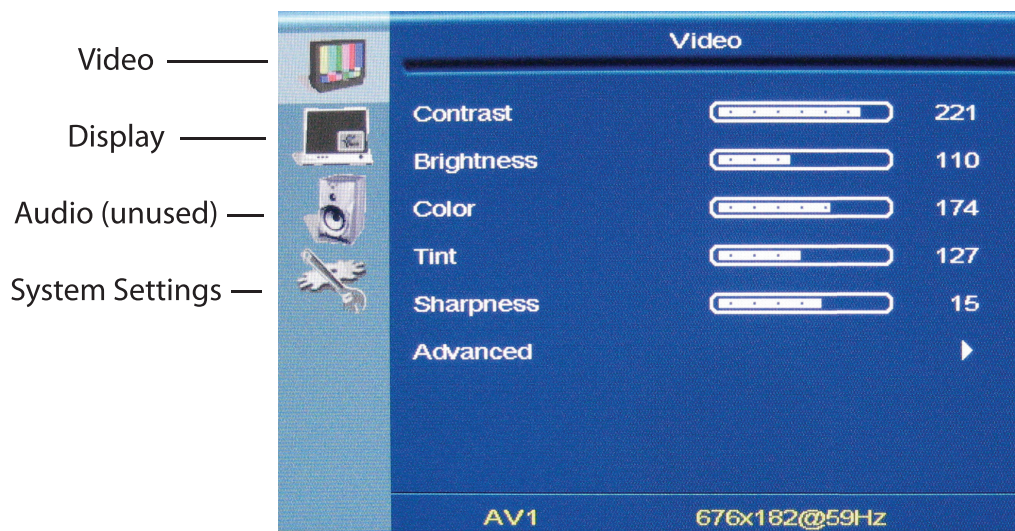 Video
Display
Audio (unused)
System Settings
Video
Contrast 221
Brightness 110
Color 174
Tint 127
Sharpness 15
Advanced
AV1 676x182@59Hz